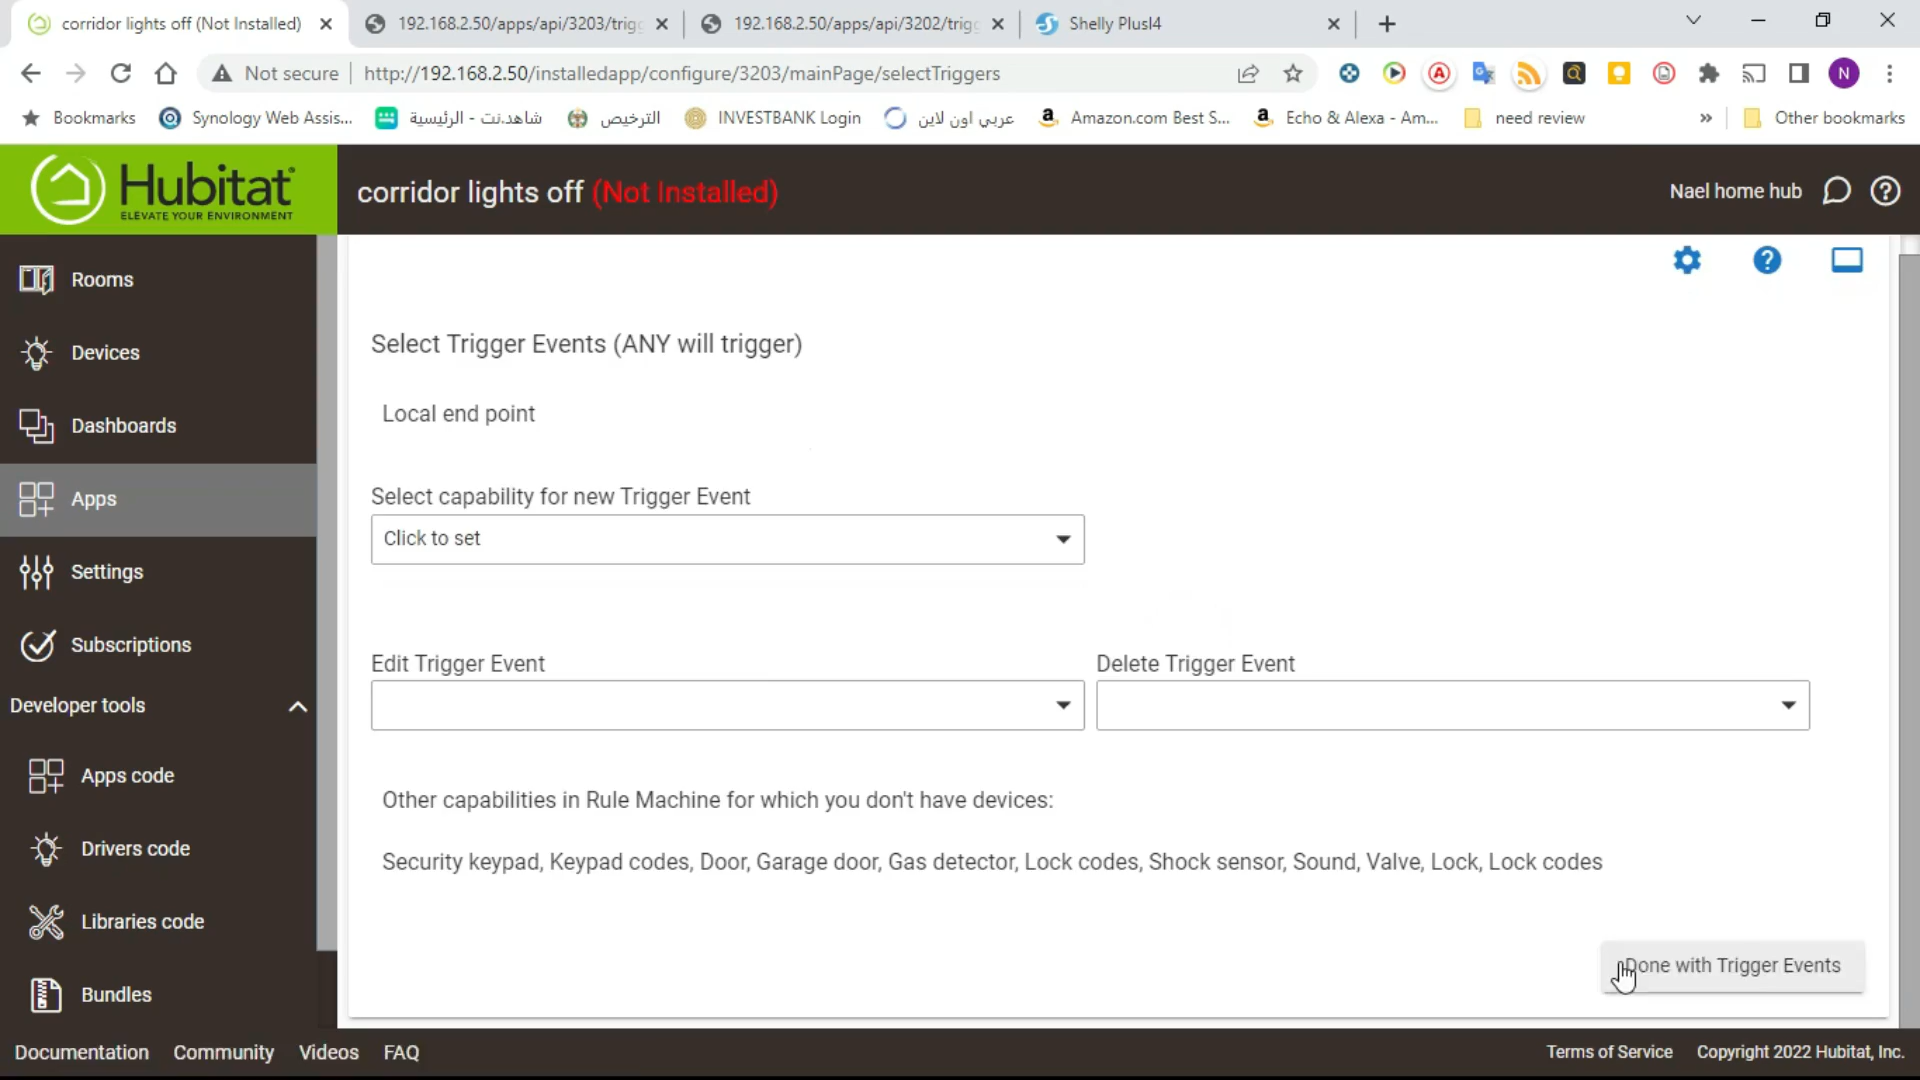 corridor lights off (Not Installed)
192.168.2.50/apps/api/3203/trigg
192.168.2.50/apps/api/3202/trigg
Shelly PlusI4
Not secure
http://192.168.2.50/installedapp/configure/3203/mainPage/selectTriggers
N
Bookmarks
Synology Web Assis...
شاهد.نت - الرئيسية
الترخيص
INVESTBANK Login
عربي اون لاين
Amazon.com Best S...
Echo & Alexa - Am...
need review
»
Other bookmarks
Hubitat
ELEVATE YOUR ENVIRONMENT
corridor lights off (Not Installed)
Nael home hub
Rooms
Devices
Dashboards
Apps
Settings
Subscriptions
Developer tools
Apps code
Drivers code
Libraries code
Bundles
Select Trigger Events (ANY will trigger)
Local end point
Select capability for new Trigger Event
Click to set
Edit Trigger Event
Delete Trigger Event
Other capabilities in Rule Machine for which you don't have devices:
Security keypad, Keypad codes, Door, Garage door, Gas detector, Lock codes, Shock sensor, Sound, Valve, Lock, Lock codes
Done with Trigger Events
Documentation
Community
Videos
FAQ
Terms of Service
Copyright 2022 Hubitat, Inc.